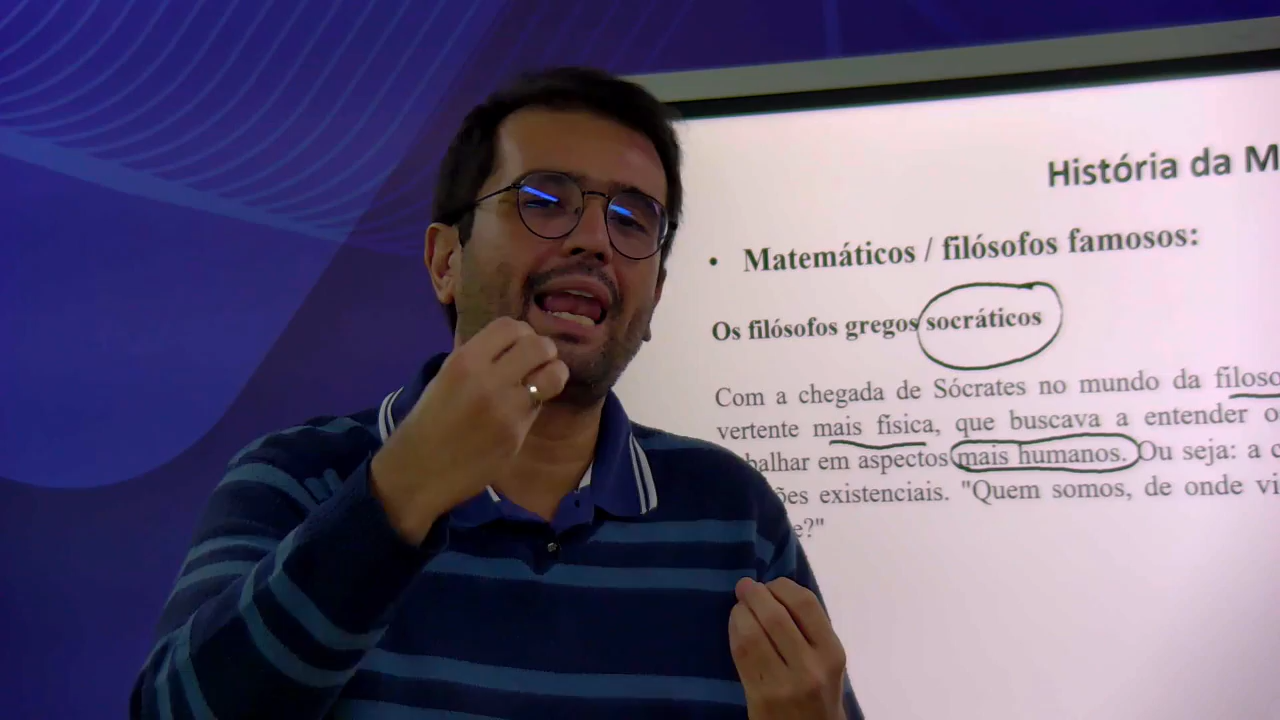 História da M
• Matemáticos / filósofos famosos:
Os filósofos gregos socráticos
Com a chegada de Sócrates no mundo da filoso
vertente mais física, que buscava a entender o
balhar em aspectos mais humanos. Ou seja: a c
ões existenciais. "Quem somos, de onde vi
e?"